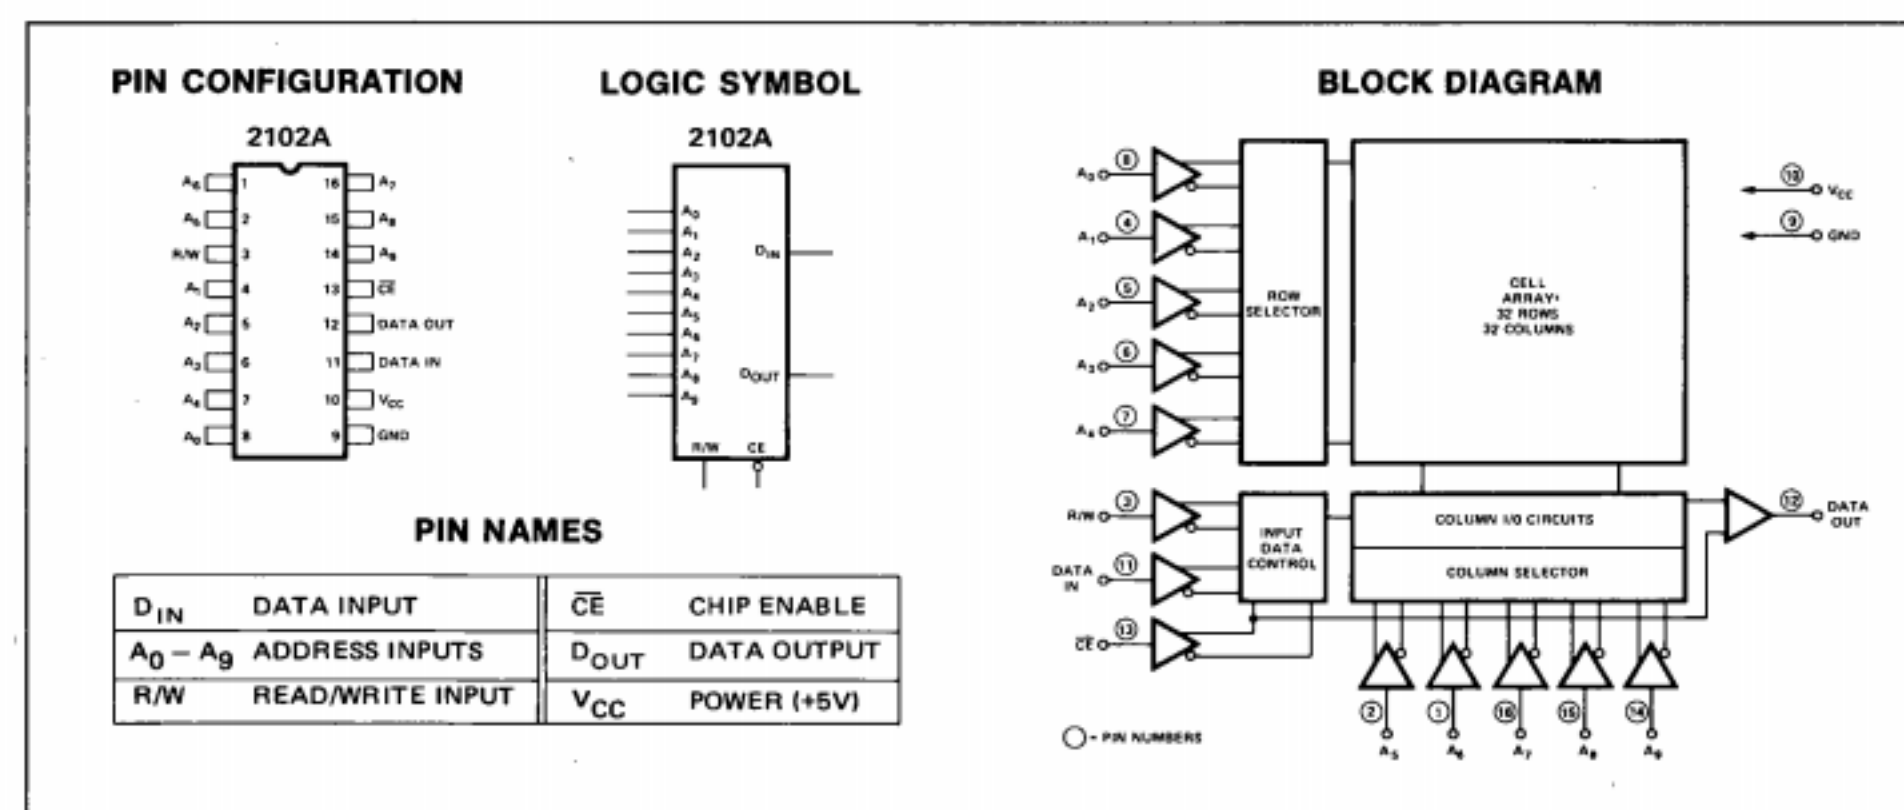 PIN CONFIGURATION
2102A
A₆ 1 16 A₇
A₅ 2 15 A₈
R/W 3 14 A₉
A₁ 4 13 C̅E̅
A₂ 5 12 DATA OUT
A₃ 6 11 DATA IN
A₄ 7 10 VCC
A₀ 8 9 GND
LOGIC SYMBOL
2102A
A₀
A₁
A₂
A₃
A₄
A₅
A₆
A₇
A₈
A₉
DIN
DOUT
R/W CE
PIN NAMES
DIN DATA INPUT C̅E̅ CHIP ENABLE
A₀ – A₉ ADDRESS INPUTS DOUT DATA OUTPUT
R/W READ/WRITE INPUT VCC POWER (+5V)
BLOCK DIAGRAM
A₀ 8
A₁ 4
A₂ 5
A₃ 6
A₄ 7
ROW
SELECTOR
CELL
ARRAY
32 ROWS
32 COLUMNS
10 VCC
9 GND
R/W 3
DATA
IN
11
C̅E̅ 13
INPUT
DATA
CONTROL
COLUMN I/O CIRCUITS
COLUMN SELECTOR
12 DATA
OUT
2 1 16 15 14
A₅ A₆ A₇ A₈ A₉
= PIN NUMBERS